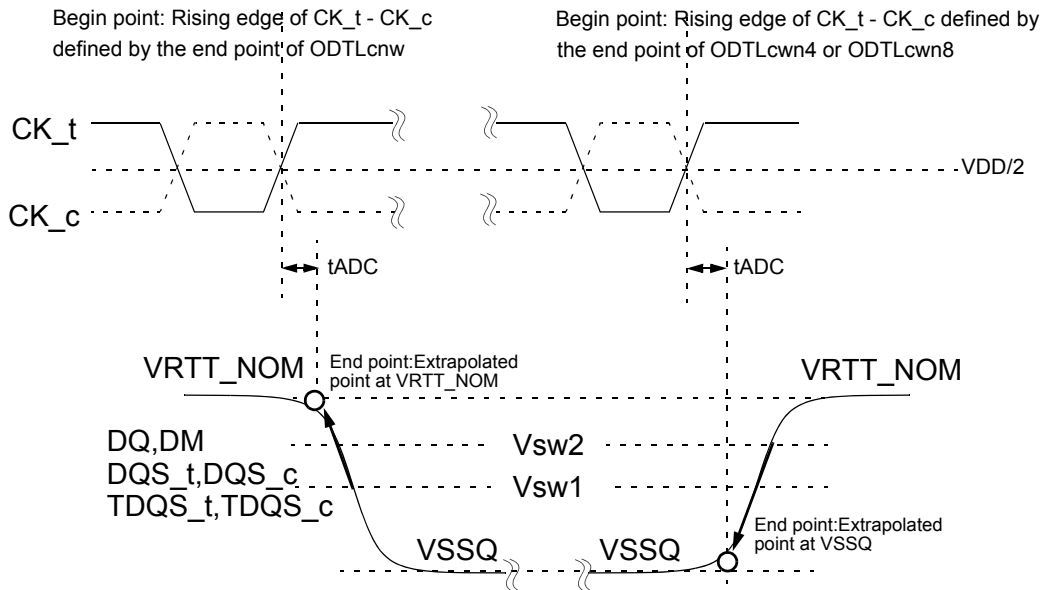 Begin point: Rising edge of CK_t - CK_c
defined by the end point of ODTLcnw
Begin point: Rising edge of CK_t - CK_c defined by
the end point of ODTLcwn4 or ODTLcwn8
CK_t
VDD/2
CK_c
tADC
tADC
VRTT_NOM
End point:Extrapolated
point at VRTT_NOM
VRTT_NOM
DQ,DM
Vsw2
DQS_t,DQS_c
Vsw1
TDQS_t,TDQS_c
End point:Extrapolated
point at VSSQ
VSSQ
VSSQ